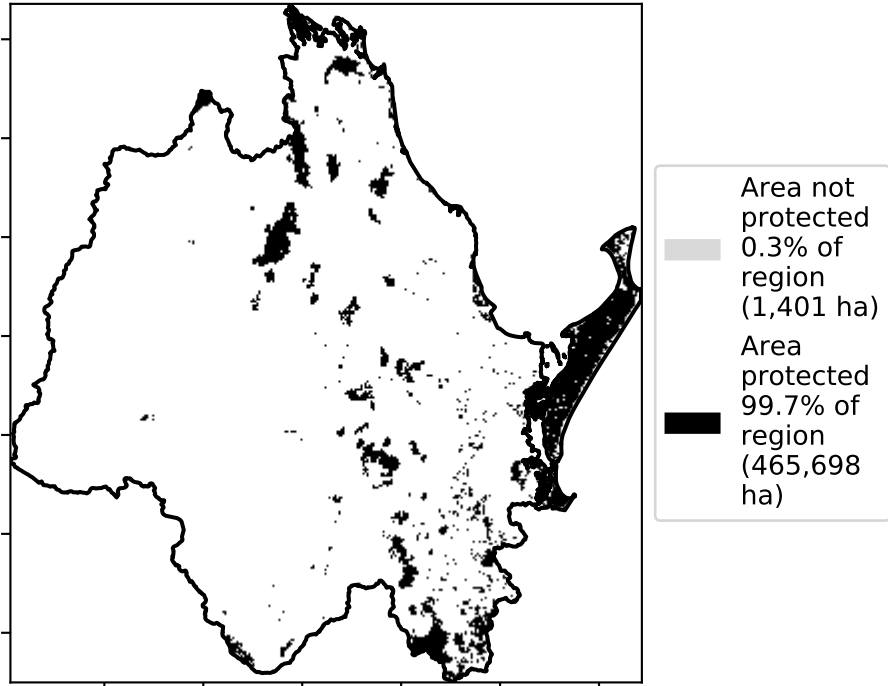 Area not
protected
0.3% of
region
(1,401 ha)
Area
protected
99.7% of
region
(465,698
ha)